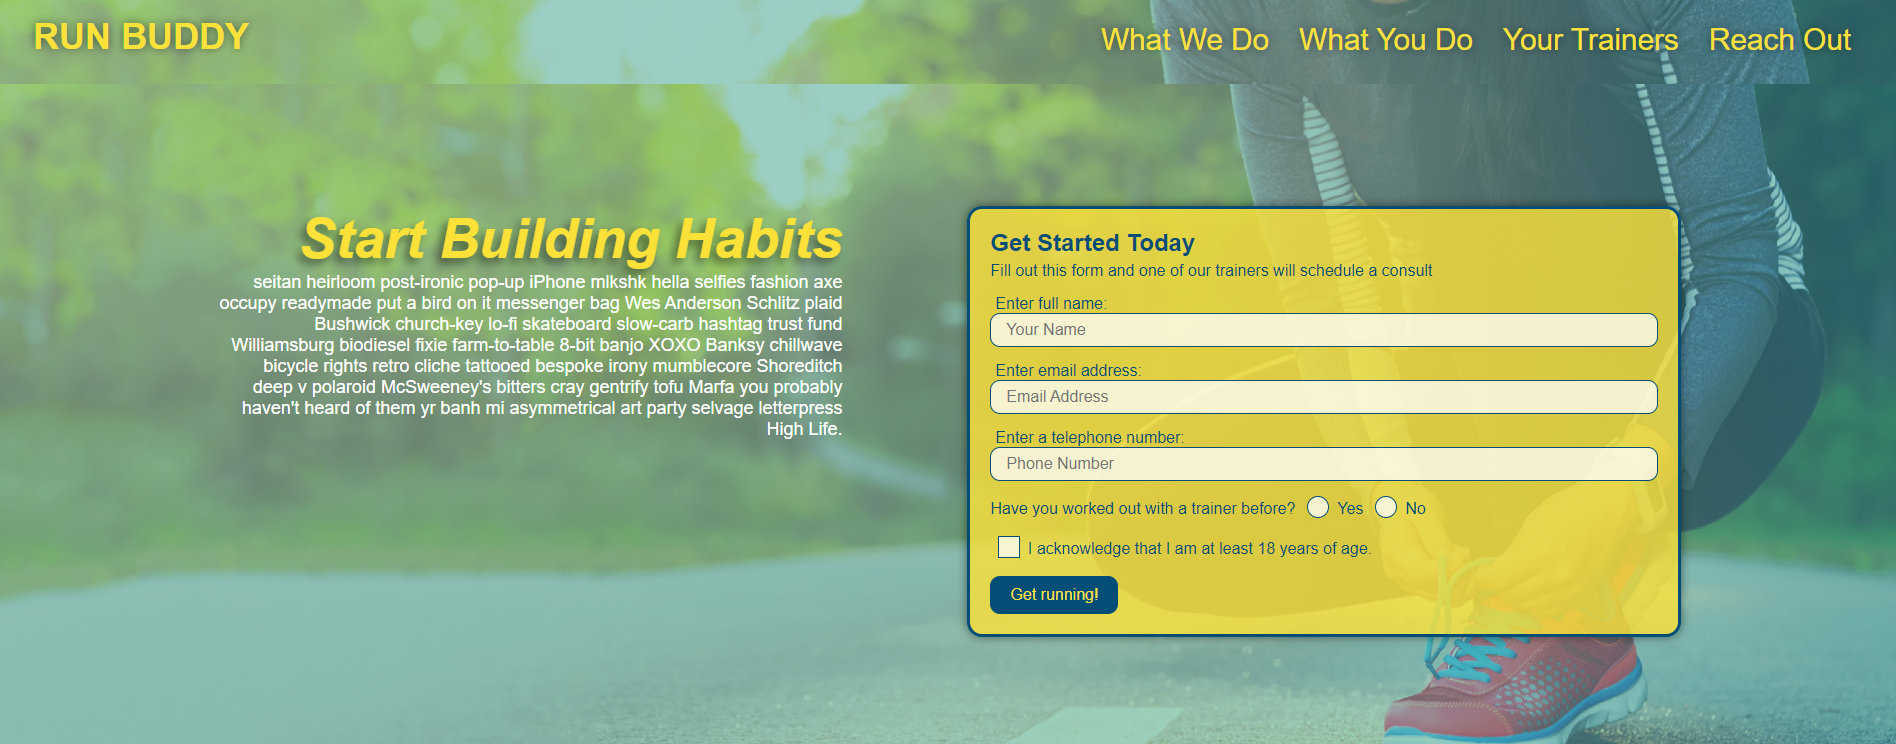 RUN BUDDY
What We Do What You Do Your Trainers Reach Out
Start Building Habits
seitan heirloom post-ironic pop-up iPhone mlkshk hella selfies fashion axe
occupy readymade put a bird on it messenger bag Wes Anderson Schlitz plaid
Bushwick church-key lo-fi skateboard slow-carb hashtag trust fund
Williamsburg biodiesel fixie farm-to-table 8-bit banjo XOXO Banksy chillwave
bicycle rights retro cliche tattooed bespoke irony mumblecore Shoreditch
deep v polaroid McSweeney's bitters cray gentrify tofu Marfa you probably
haven't heard of them yr banh mi asymmetrical art party selvage letterpress
High Life.
Get Started Today
Fill out this form and one of our trainers will schedule a consult
Enter full name:
Your Name
Enter email address:
Email Address
Enter a telephone number:
Phone Number
Have you worked out with a trainer before? Yes No
I acknowledge that I am at least 18 years of age.
Get running!